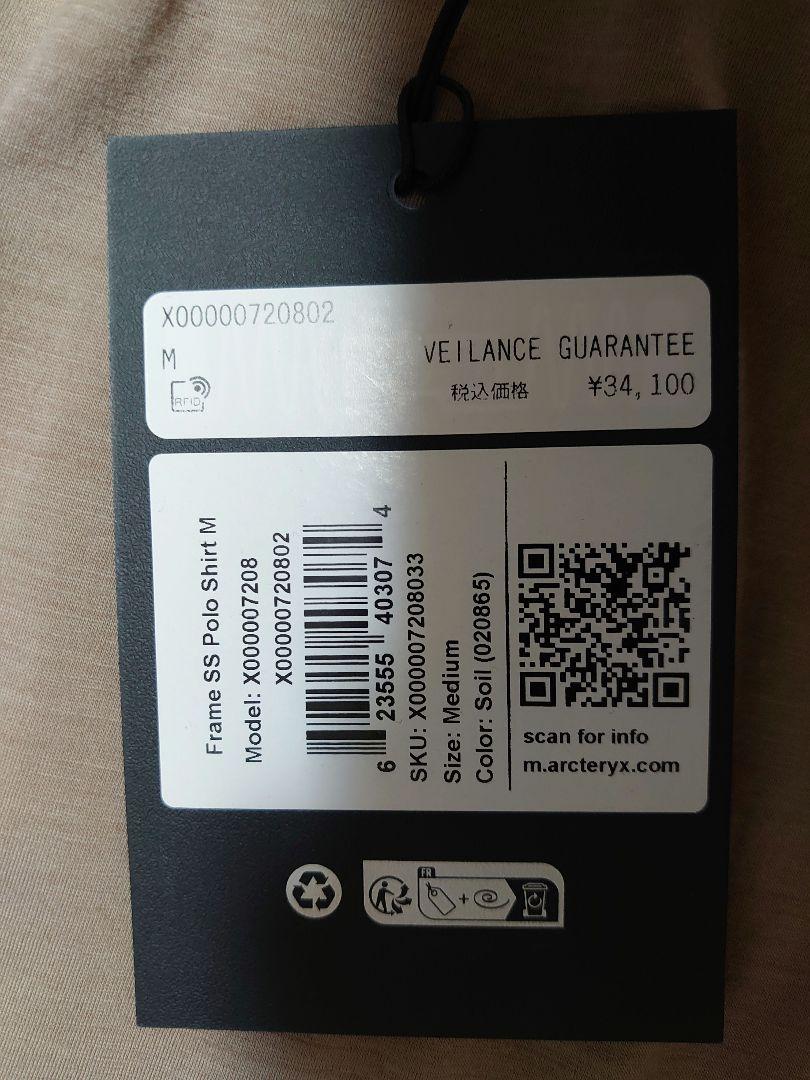 X00000720802
M
RFID
VEILANCE GUARANTEE
税込価格 ¥34,100
Frame SS Polo Shirt M
Model: X000007208
X00000720802
6 23555 40307 4
SKU: X000007208033
Size: Medium
Color: Soil (020865)
scan for info
m.arcteryx.com
FR
+